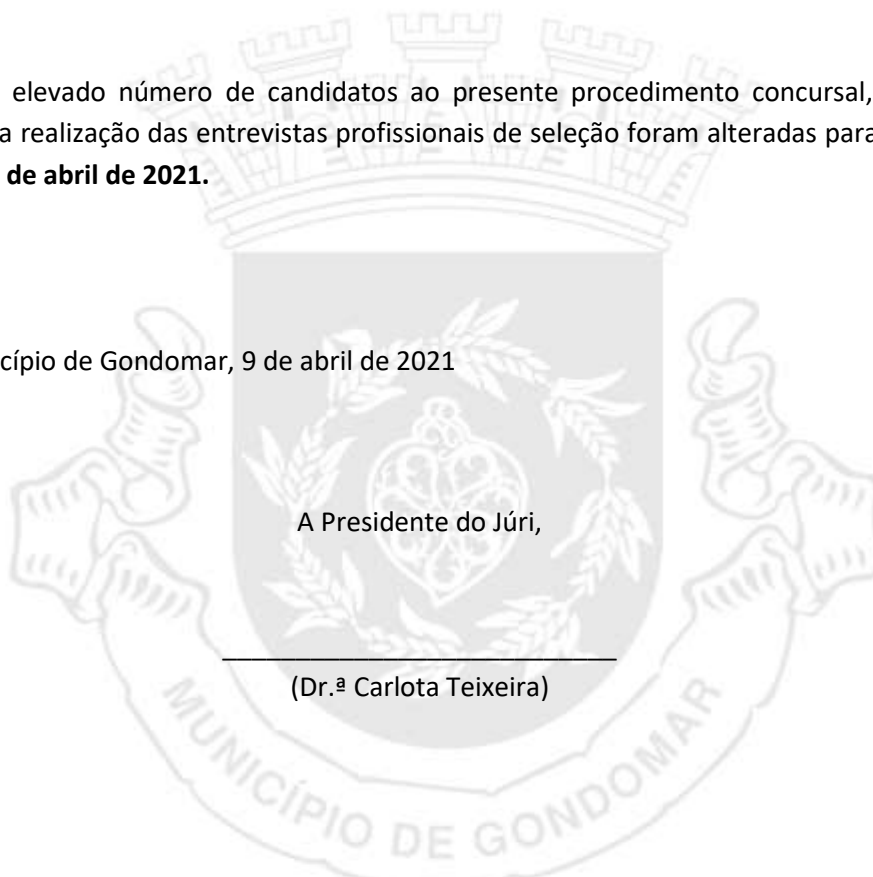 elevado número de candidatos ao presente procedimento concursal,
a realização das entrevistas profissionais de seleção foram alteradas para
de abril de 2021.
cípio de Gondomar, 9 de abril de 2021
A Presidente do Júri,
(Dr.ª Carlota Teixeira)
MUNICÍPIO DE GONDOMAR